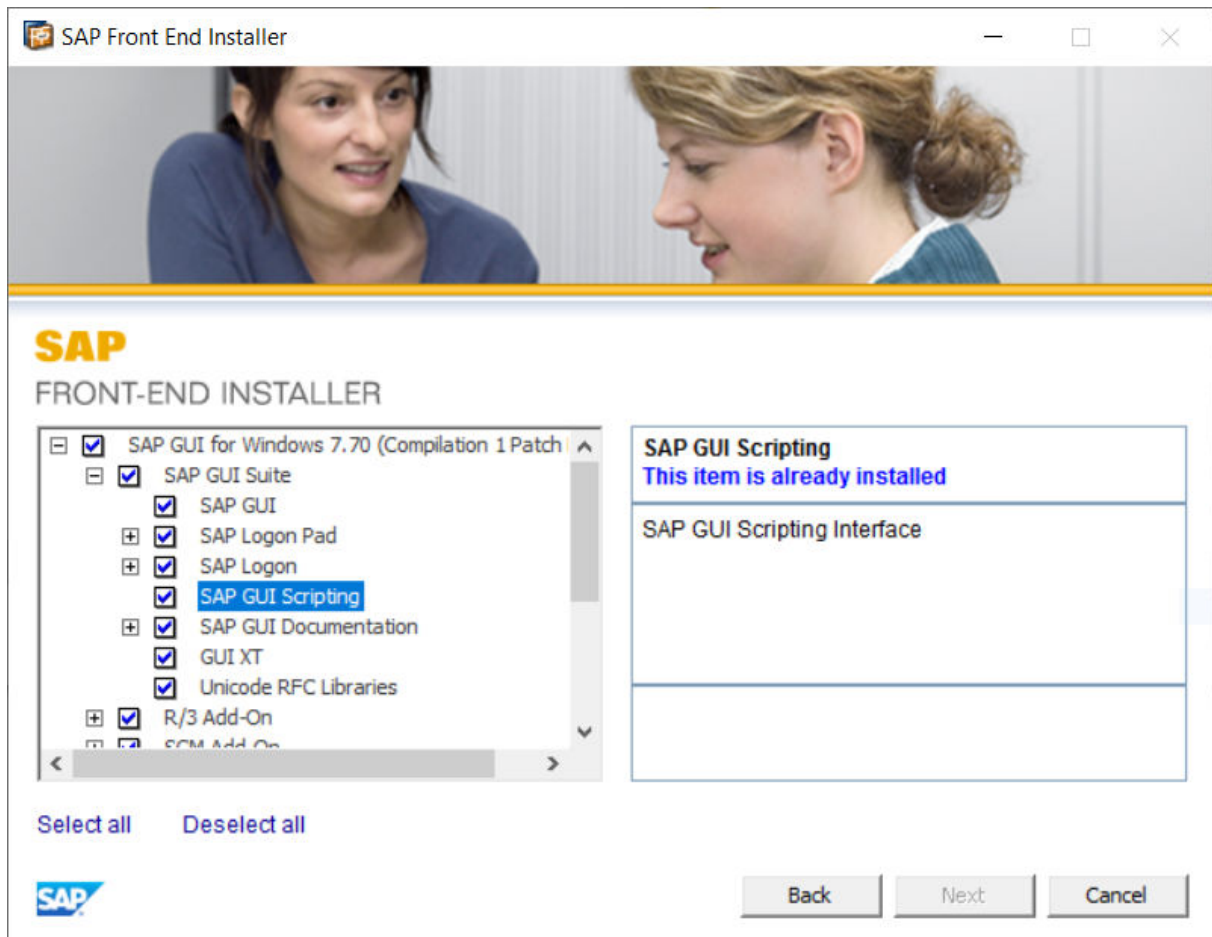 SAP Front End Installer
SAP
FRONT-END INSTALLER
SAP GUI for Windows 7.70 (Compilation 1 Patch
SAP GUI Suite
SAP GUI
SAP Logon Pad
SAP Logon
SAP GUI Scripting
SAP GUI Documentation
GUI XT
Unicode RFC Libraries
R/3 Add-On
SCM Add-On
SAP GUI Scripting
This item is already installed
SAP GUI Scripting Interface
Select all Deselect all
SAP
Back Next Cancel